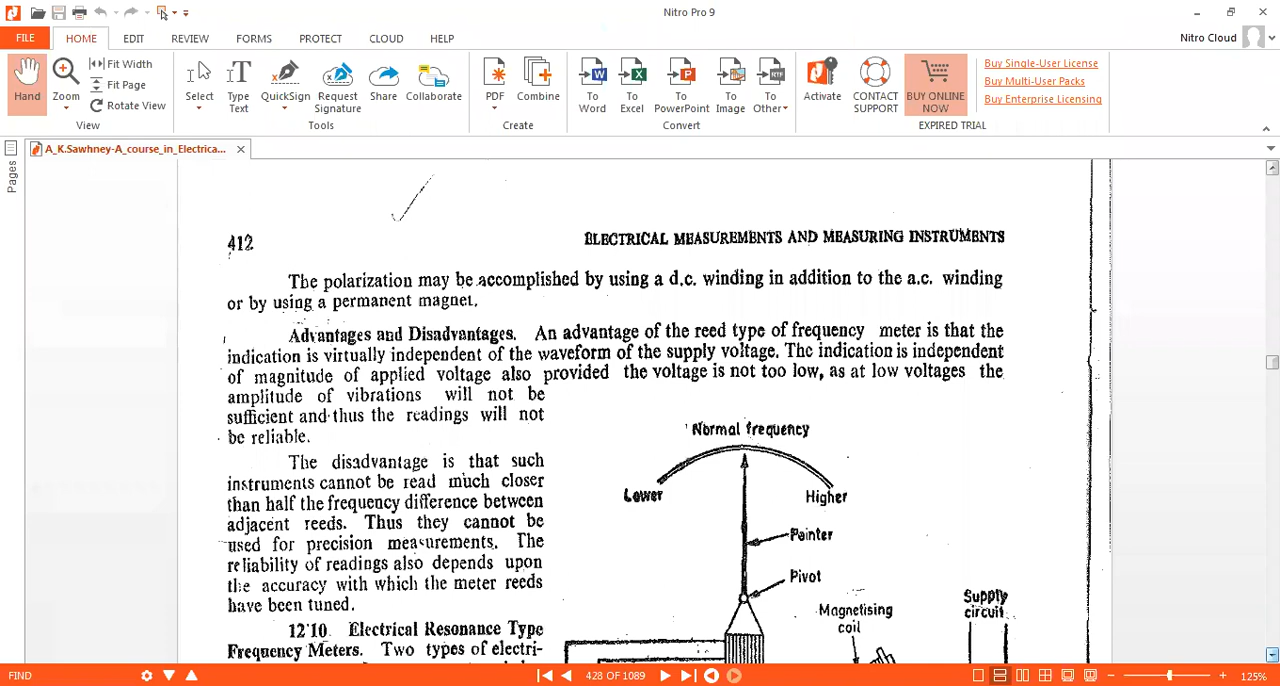 Nitro Pro 9
FILE
HOME
EDIT
REVIEW
FORMS
PROTECT
CLOUD
HELP
Nitro Cloud
Hand
Zoom
Fit Width
Fit Page
Rotate View
View
Select
Type Text
QuickSign
Request Signature
Share
Collaborate
Tools
PDF
Combine
Create
To Word
To Excel
To PowerPoint
To Image
To Other
Convert
Activate
CONTACT SUPPORT
BUY ONLINE NOW
Buy Single-User License
Buy Multi-User Packs
Buy Enterprise Licensing
EXPIRED TRIAL
Pages
A_K.Sawhney-A_course_in_Electrica...
412
ELECTRICAL MEASUREMENTS AND MEASURING INSTRUMENTS
The polarization may be accomplished by using a d.c. winding in addition to the a.c. winding
or by using a permanent magnet.
Advantages and Disadvantages. An advantage of the reed type of frequency meter is that the
indication is virtually independent of the waveform of the supply voltage. The indication is independent
of magnitude of applied voltage also provided the voltage is not too low, as at low voltages the
amplitude of vibrations will not be
sufficient and thus the readings will not
be reliable.
The disadvantage is that such
instruments cannot be read much closer
than half the frequency difference between
adjacent reeds. Thus they cannot be
used for precision measurements. The
reliability of readings also depends upon
the accuracy with which the meter reeds
have been tuned.
12·10. Electrical Resonance Type
Frequency Meters. Two types of electri-
Normal frequency
Lower
Higher
Pointer
Pivot
Magnetising
coil
Supply
circuit
FIND
428 OF 1089
125%